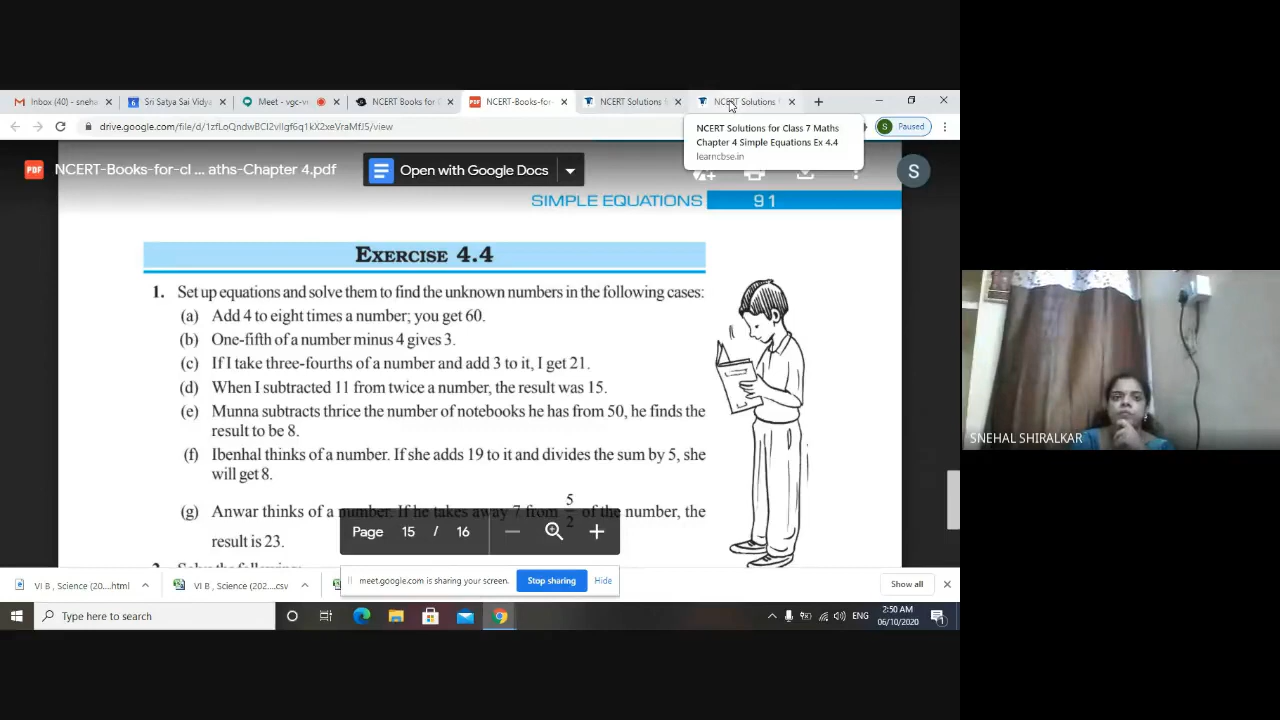 Inbox (40) - sneha
Sri Satya Sai Vidya
Meet - vgc-v
NCERT Books for C
NCERT-Books-for-
NCERT Solutions f
NCERT Solutions f
drive.google.com/file/d/1zfLoQndwBCI2vilgf6q1kX2xeVraMfJ5/view
S Paused
NCERT Solutions for Class 7 Maths
Chapter 4 Simple Equations Ex 4.4
learncbse.in
PDF NCERT-Books-for-cl ... aths-Chapter 4.pdf
Open with Google Docs
S
SIMPLE EQUATIONS 91
EXERCISE 4.4
1. Set up equations and solve them to find the unknown numbers in the following cases:
(a) Add 4 to eight times a number; you get 60.
(b) One-fifth of a number minus 4 gives 3.
(c) If I take three-fourths of a number and add 3 to it, I get 21.
(d) When I subtracted 11 from twice a number, the result was 15.
(e) Munna subtracts thrice the number of notebooks he has from 50, he finds the
result to be 8.
(f) Ibenhal thinks of a number. If she adds 19 to it and divides the sum by 5, she
will get 8.
(g) Anwar thinks of a number. If he takes away 7 from 5/2 of the number, the
result is 23.
Page 15 / 16
2. Solve the following:
SNEHAL SHIRALKAR
meet.google.com is sharing your screen. Stop sharing Hide
VI B , Science (20....html
VI B , Science (202....csv
Show all
Type here to search
ENG
2:50 AM
06/10/2020